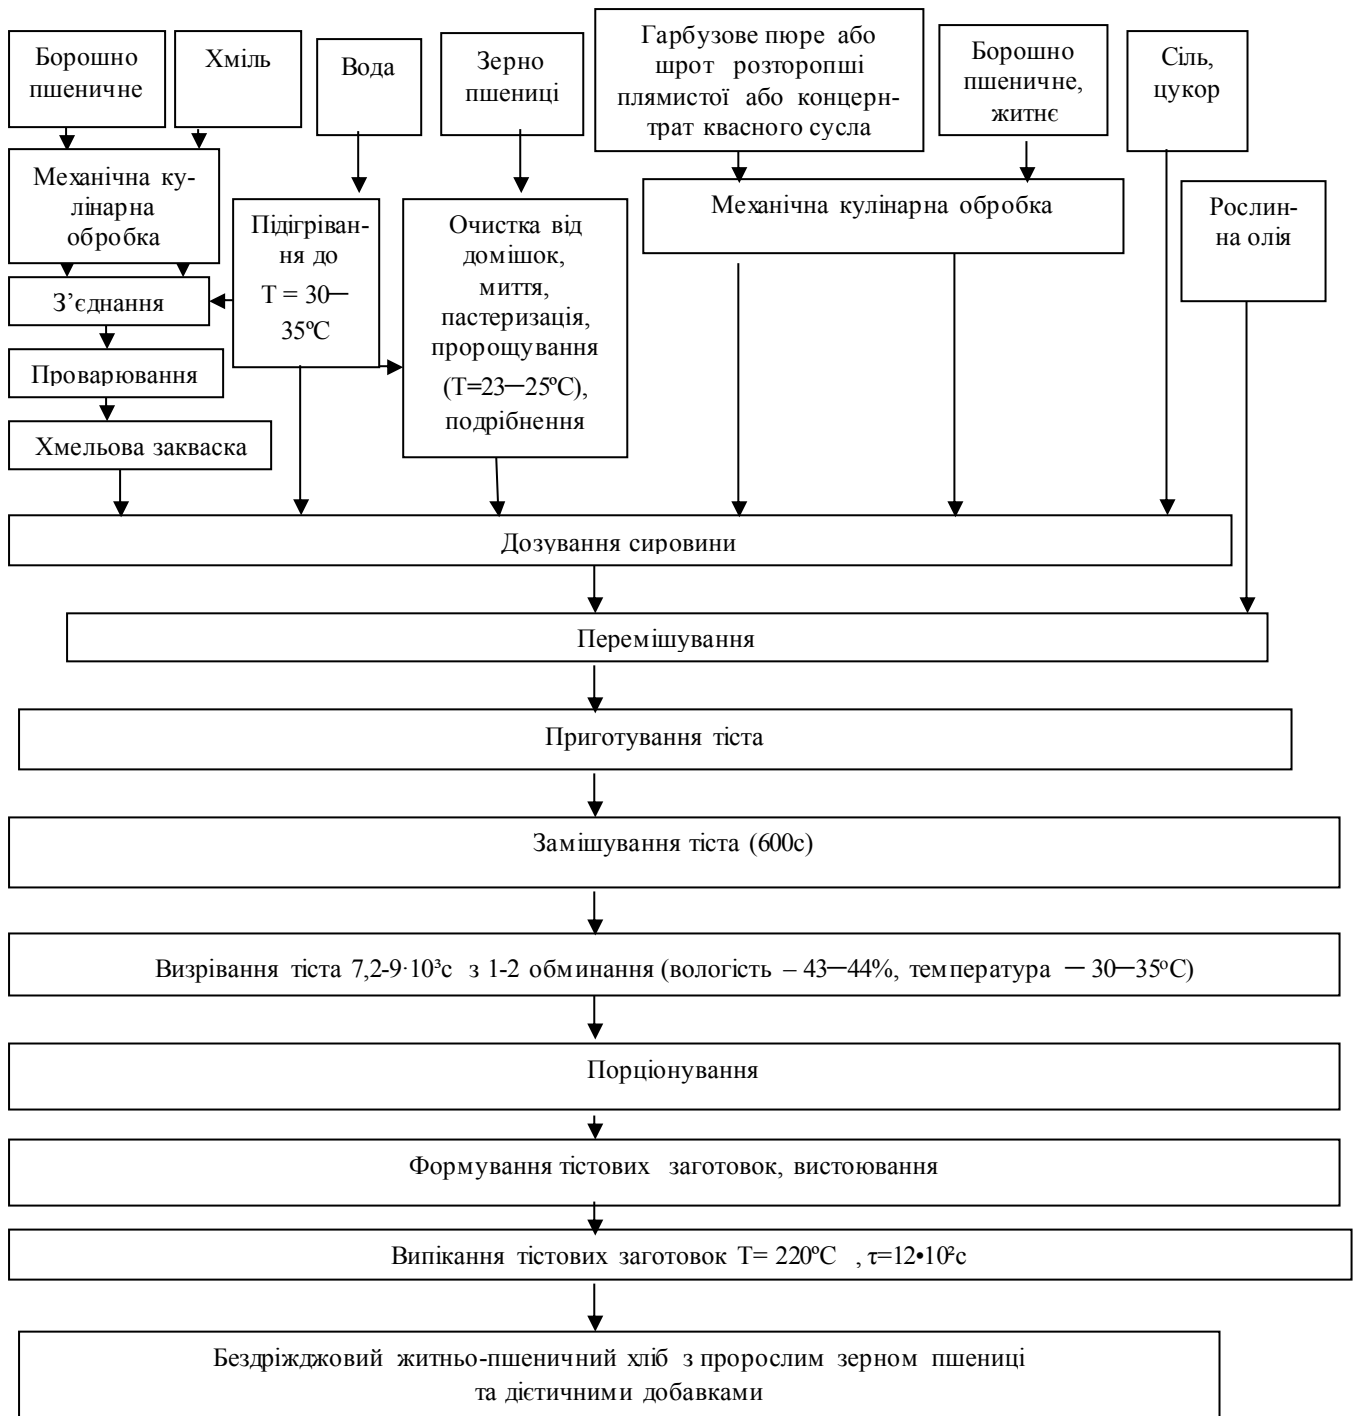 Борошно
пшеничне
Хміль
Вода
Зерно
пшениці
Гарбузове пюре або
шрот розторопші
плямистої або концерн-
трат квасного сусла
Борошно
пшеничне,
житнє
Сіль,
цукор
Механічна ку-
лінарна
обробка
Підігріван-
ня до
Т = 30—
35ºС
Очистка від
домішок,
миття,
пастеризація,
пророщування
(Т=23—25ºС),
подрібнення
Механічна кулінарна обробка
Рослин-
на олія
З’єднання
Проварювання
Хмельова закваска
Дозування сировини
Перемішування
Приготування тіста
Замішування тіста (600с)
Визрівання тіста 7,2-9·10³с з 1-2 обминання (вологість – 43—44%, температура — 30—35ºС)
Порціонування
Формування тістових заготовок, вистоювання
Випікання тістових заготовок Т= 220ºС , τ=12•10²с
Бездріжджовий житньо-пшеничний хліб з пророслим зерном пшениці
та дієтичними добавками